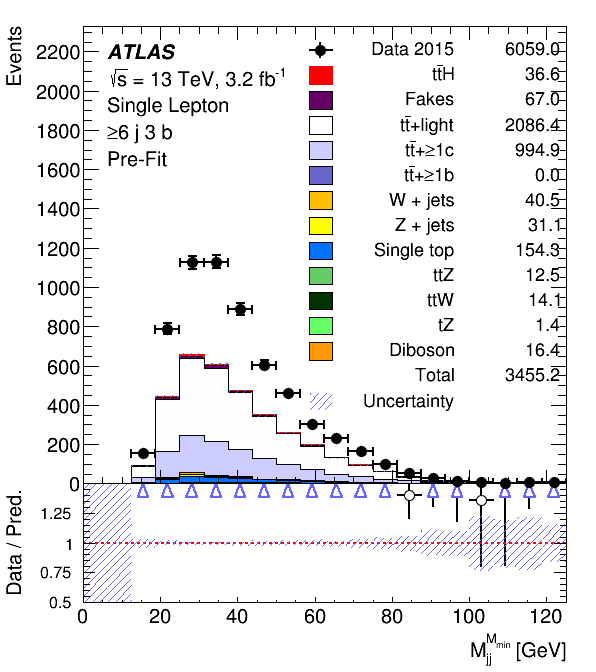 Events
2200
2000
1800
1600
1400
1200
1000
800
600
400
200
0
ATLAS
√s = 13 TeV, 3.2 fb⁻¹
Single Lepton
≥6 j 3 b
Pre-Fit
Data 2015 6059.0
tt̄H 36.6
Fakes 67.0
tt̄+light 2086.4
tt̄+≥1c 994.9
tt̄+≥1b 0.0
W + jets 40.5
Z + jets 31.1
Single top 154.3
ttZ 12.5
ttW 14.1
tZ 1.4
Diboson 16.4
Total 3455.2
Uncertainty
Data / Pred.
1.25
1
0.75
0.5
0 20 40 60 80 100 120
M_jj^M_min [GeV]